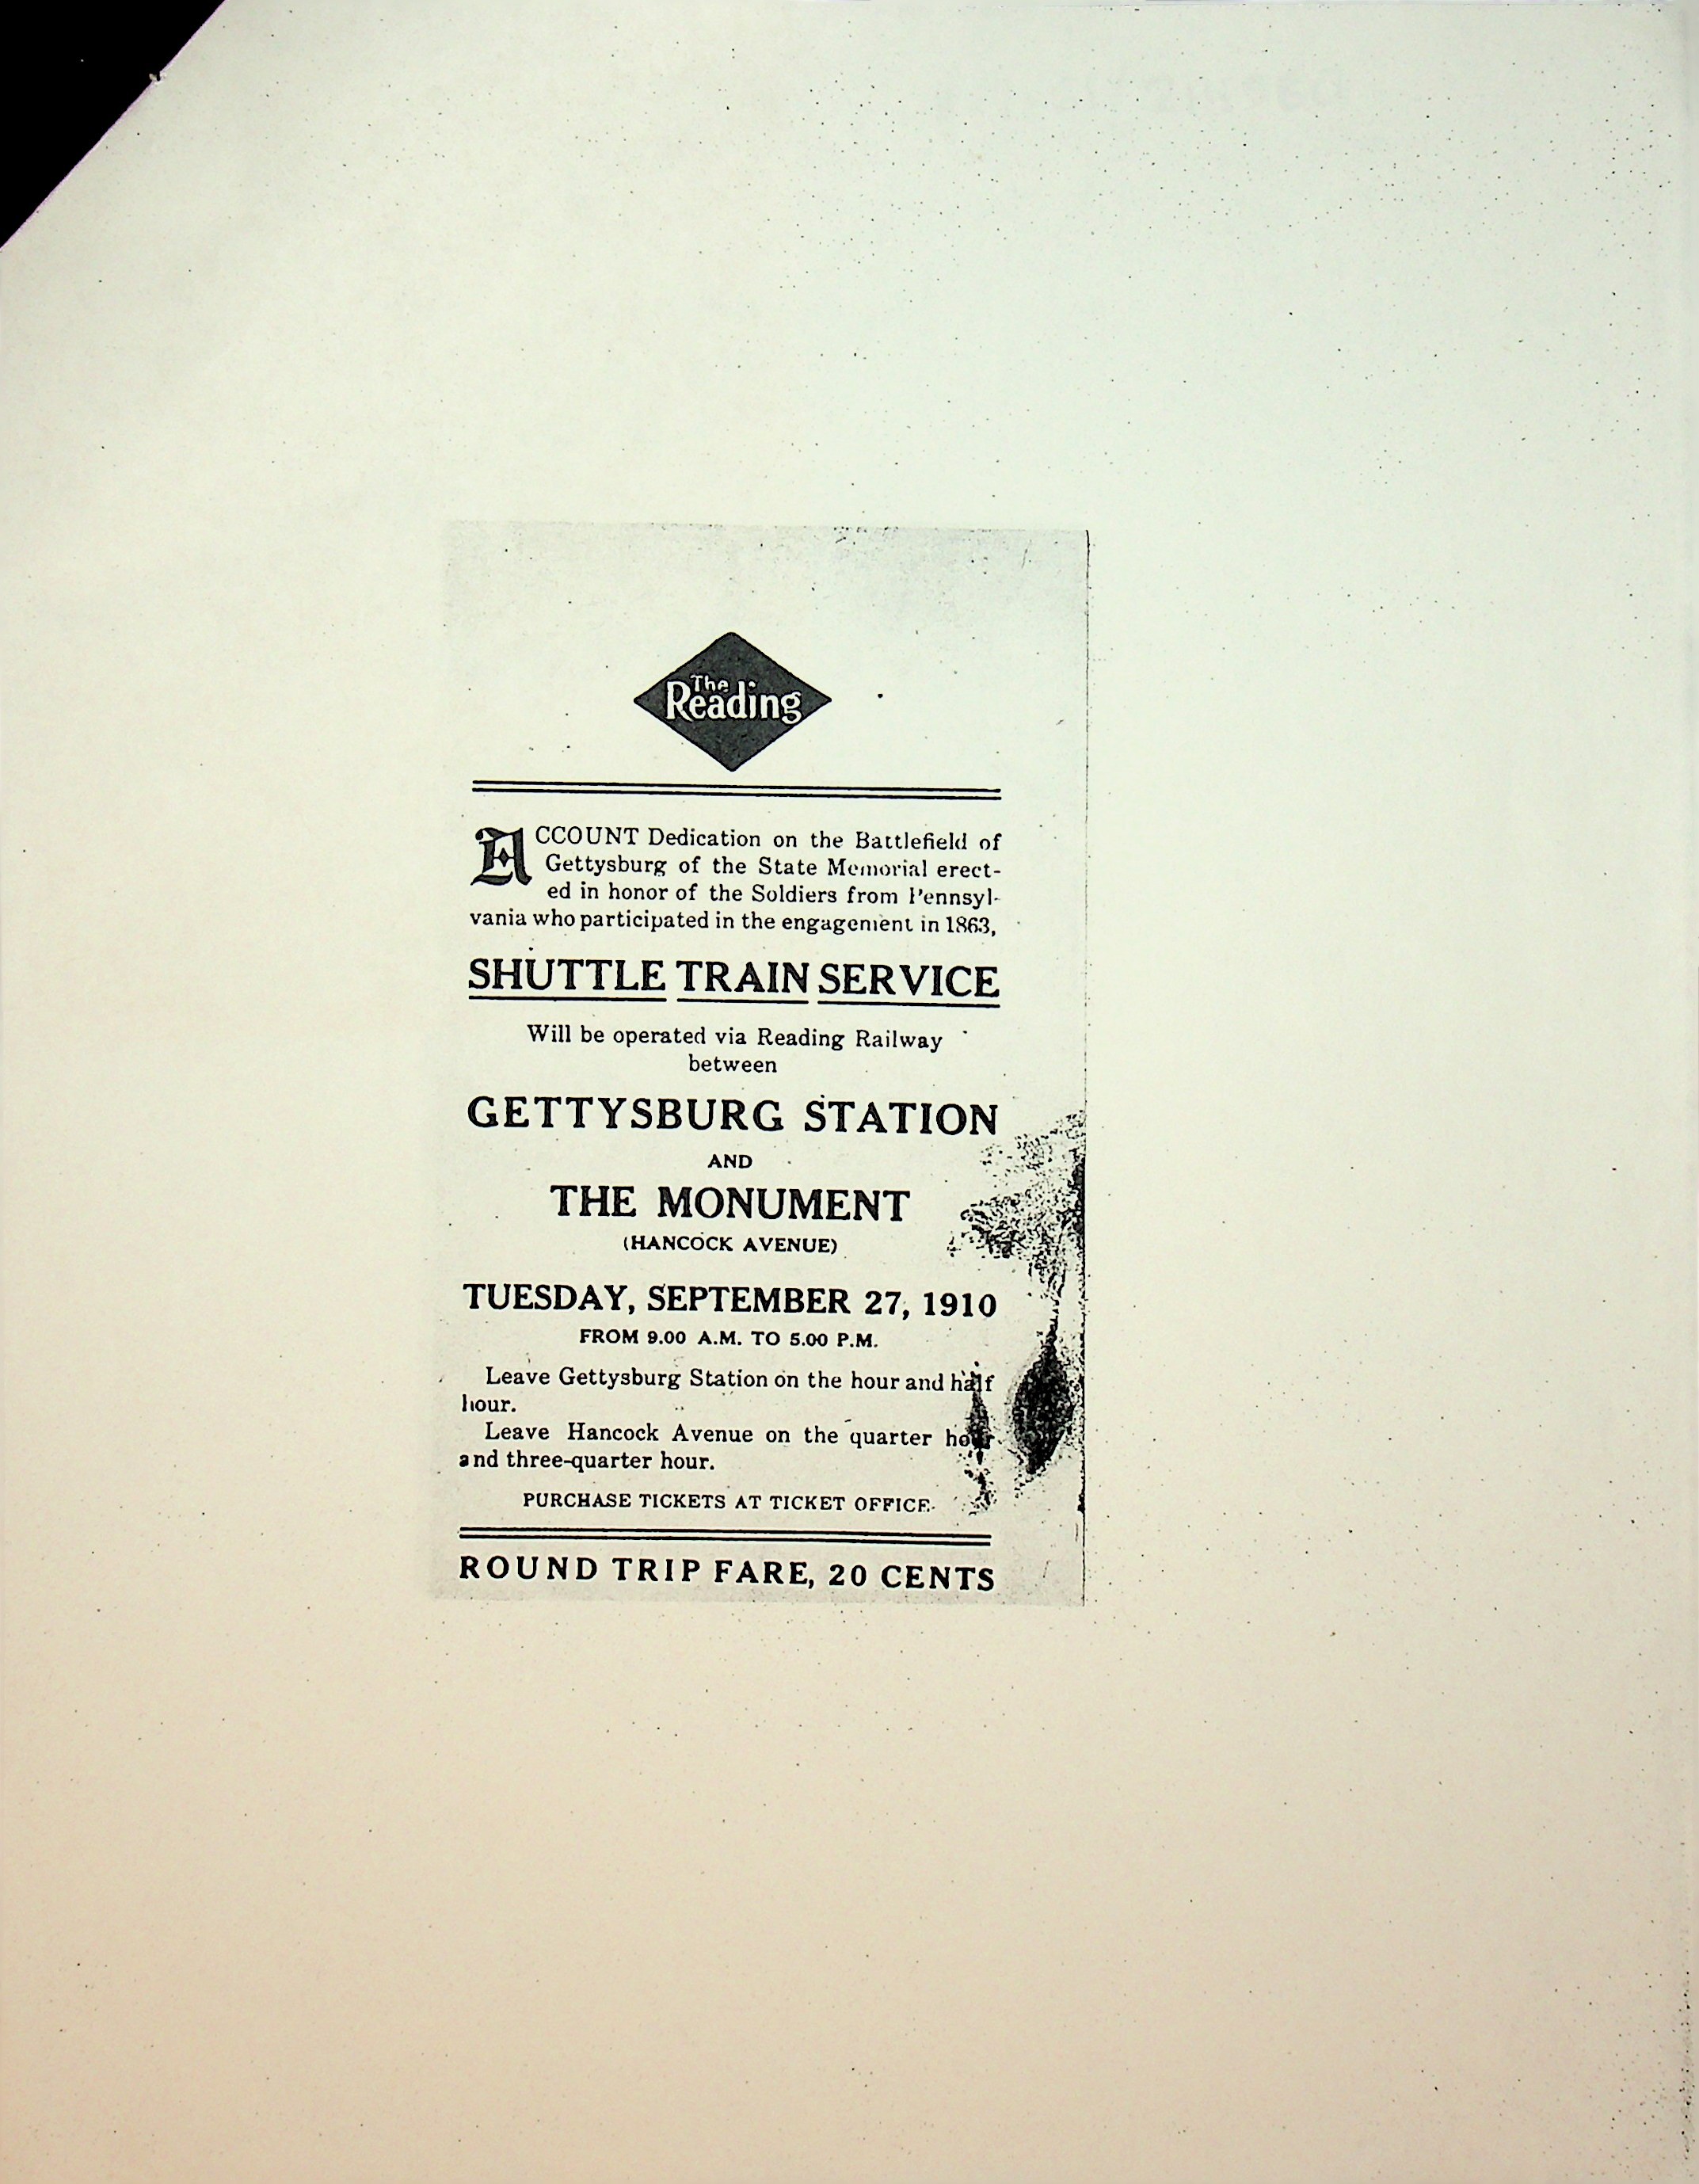 The
Reading
ACCOUNT Dedication on the Battlefield of
Gettysburg of the State Memorial erect-
ed in honor of the Soldiers from Pennsyl-
vania who participated in the engagement in 1863,
SHUTTLE TRAIN SERVICE
Will be operated via Reading Railway
between
GETTYSBURG STATION
AND
THE MONUMENT
(HANCOCK AVENUE)
TUESDAY, SEPTEMBER 27, 1910
FROM 9.00 A.M. TO 5.00 P.M.
Leave Gettysburg Station on the hour and half
hour.
Leave Hancock Avenue on the quarter hour
and three-quarter hour.
PURCHASE TICKETS AT TICKET OFFICE.
ROUND TRIP FARE, 20 CENTS